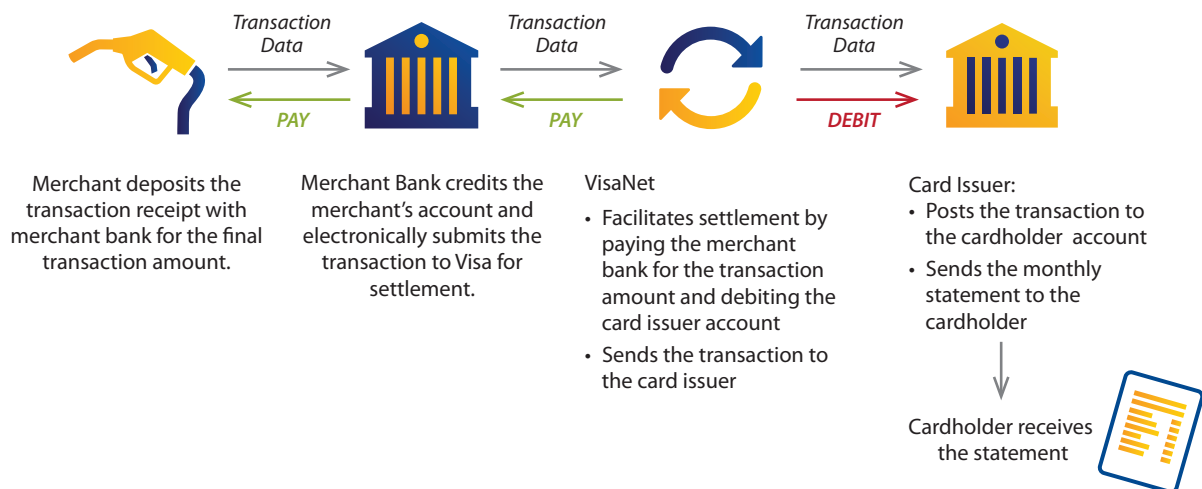 Transaction
Data
PAY
Transaction
Data
PAY
Transaction
Data
DEBIT
Merchant deposits the
transaction receipt with
merchant bank for the final
transaction amount.
Merchant Bank credits the
merchant's account and
electronically submits the
transaction to Visa for
settlement.
VisaNet
• Facilitates settlement by
paying the merchant
bank for the transaction
amount and debiting the
card issuer account
• Sends the transaction to
the card issuer
Card Issuer:
• Posts the transaction to
the cardholder account
• Sends the monthly
statement to the
cardholder
Cardholder receives
the statement